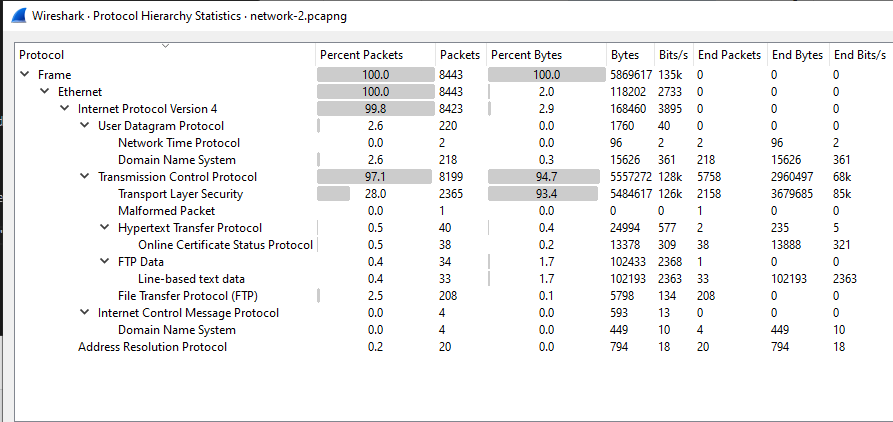 Wireshark · Protocol Hierarchy Statistics · network-2.pcapng
Protocol Percent Packets Packets Percent Bytes Bytes Bits/s End Packets End Bytes End Bits/s
Frame 100.0 8443 100.0 5869617 135k 0 0 0
Ethernet 100.0 8443 2.0 118202 2733 0 0 0
Internet Protocol Version 4 99.8 8423 2.9 168460 3895 0 0 0
User Datagram Protocol 2.6 220 0.0 1760 40 0 0 0
Network Time Protocol 0.0 2 0.0 96 2 2 96 2
Domain Name System 2.6 218 0.3 15626 361 218 15626 361
Transmission Control Protocol 97.1 8199 94.7 5557272 128k 5758 2960497 68k
Transport Layer Security 28.0 2365 93.4 5484617 126k 2158 3679685 85k
Malformed Packet 0.0 1 0.0 0 0 1 0 0
Hypertext Transfer Protocol 0.5 40 0.4 24994 577 2 235 5
Online Certificate Status Protocol 0.5 38 0.2 13378 309 38 13888 321
FTP Data 0.4 34 1.7 102433 2368 1 0 0
Line-based text data 0.4 33 1.7 102193 2363 33 102193 2363
File Transfer Protocol (FTP) 2.5 208 0.1 5798 134 208 0 0
Internet Control Message Protocol 0.0 4 0.0 593 13 0 0 0
Domain Name System 0.0 4 0.0 449 10 4 449 10
Address Resolution Protocol 0.2 20 0.0 794 18 20 794 18